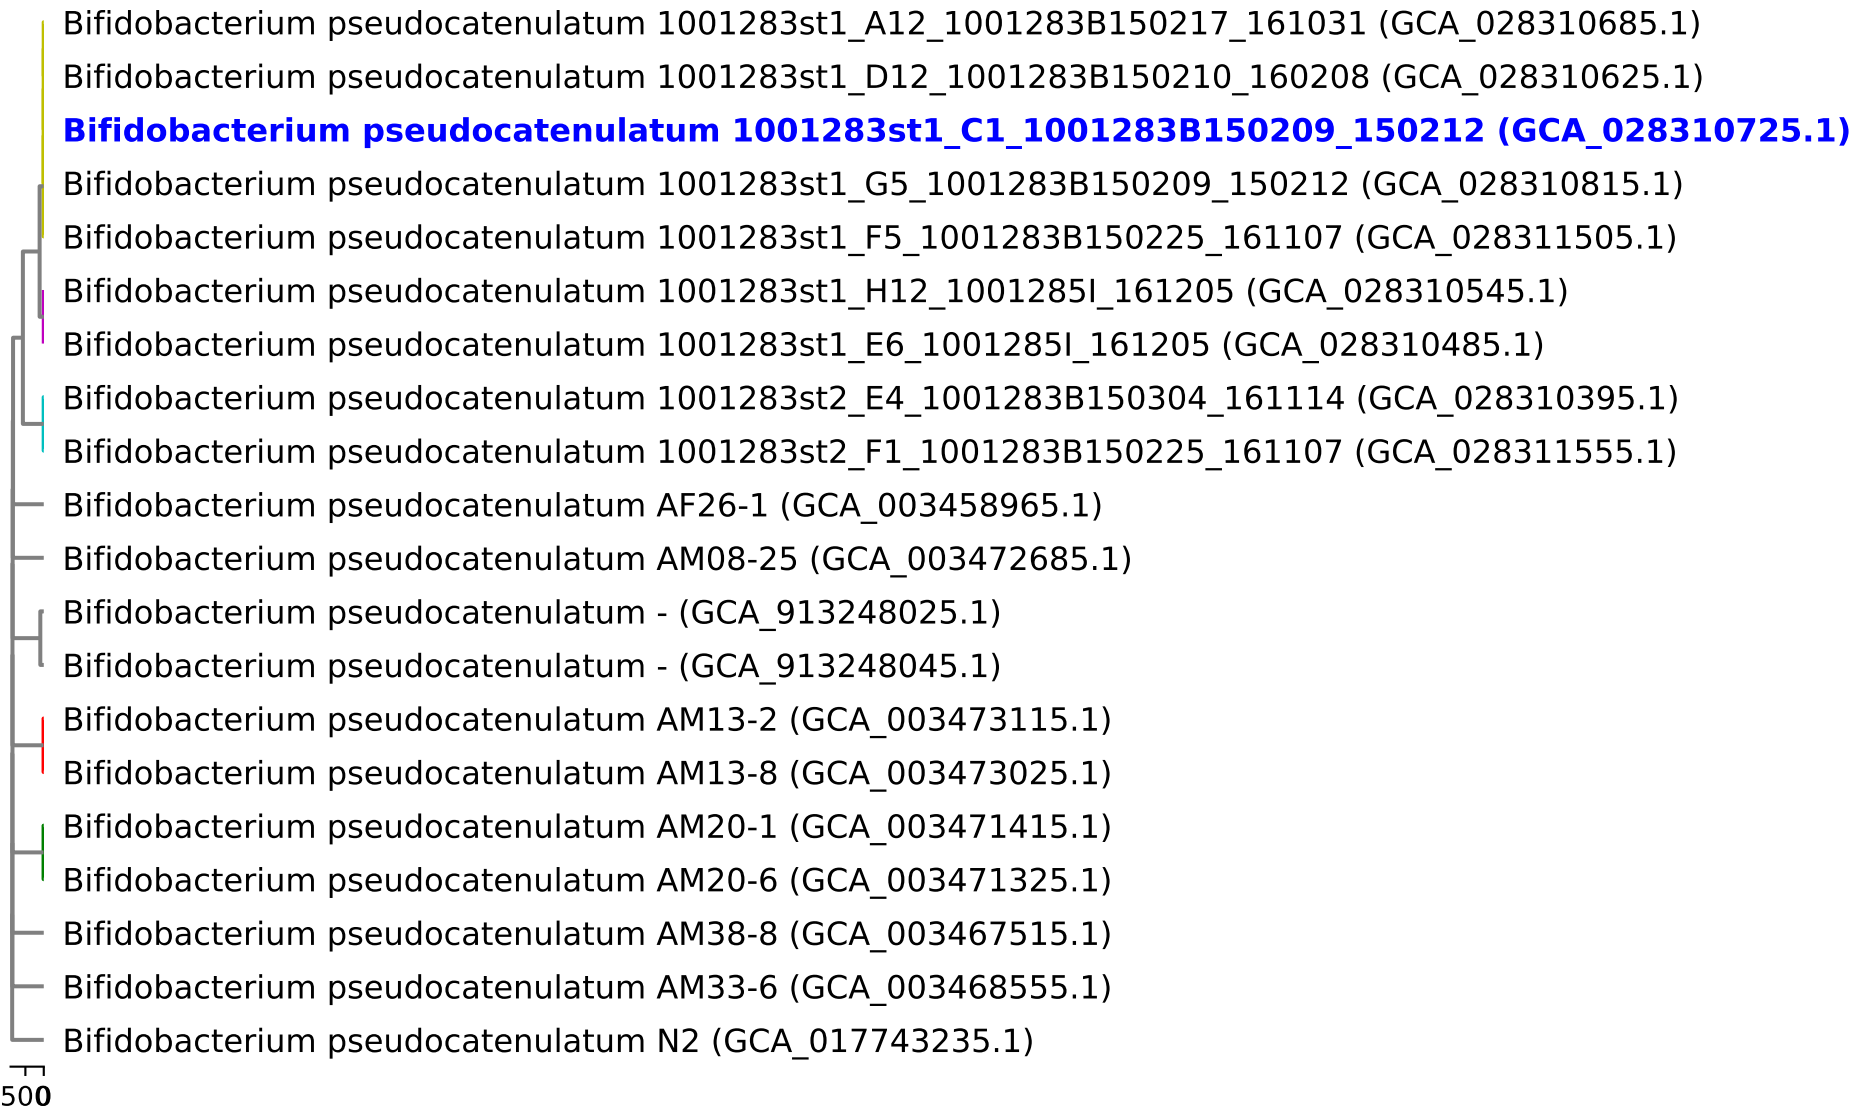 Bifidobacterium pseudocatenulatum 1001283st1_A12_1001283B150217_161031 (GCA_028310685.1)
Bifidobacterium pseudocatenulatum 1001283st1_D12_1001283B150210_160208 (GCA_028310625.1)
Bifidobacterium pseudocatenulatum 1001283st1_C1_1001283B150209_150212 (GCA_028310725.1)
Bifidobacterium pseudocatenulatum 1001283st1_G5_1001283B150209_150212 (GCA_028310815.1)
Bifidobacterium pseudocatenulatum 1001283st1_F5_1001283B150225_161107 (GCA_028311505.1)
Bifidobacterium pseudocatenulatum 1001283st1_H12_1001285I_161205 (GCA_028310545.1)
Bifidobacterium pseudocatenulatum 1001283st1_E6_1001285I_161205 (GCA_028310485.1)
Bifidobacterium pseudocatenulatum 1001283st2_E4_1001283B150304_161114 (GCA_028310395.1)
Bifidobacterium pseudocatenulatum 1001283st2_F1_1001283B150225_161107 (GCA_028311555.1)
Bifidobacterium pseudocatenulatum AF26-1 (GCA_003458965.1)
Bifidobacterium pseudocatenulatum AM08-25 (GCA_003472685.1)
Bifidobacterium pseudocatenulatum - (GCA_913248025.1)
Bifidobacterium pseudocatenulatum - (GCA_913248045.1)
Bifidobacterium pseudocatenulatum AM13-2 (GCA_003473115.1)
Bifidobacterium pseudocatenulatum AM13-8 (GCA_003473025.1)
Bifidobacterium pseudocatenulatum AM20-1 (GCA_003471415.1)
Bifidobacterium pseudocatenulatum AM20-6 (GCA_003471325.1)
Bifidobacterium pseudocatenulatum AM38-8 (GCA_003467515.1)
Bifidobacterium pseudocatenulatum AM33-6 (GCA_003468555.1)
Bifidobacterium pseudocatenulatum N2 (GCA_017743235.1)
500